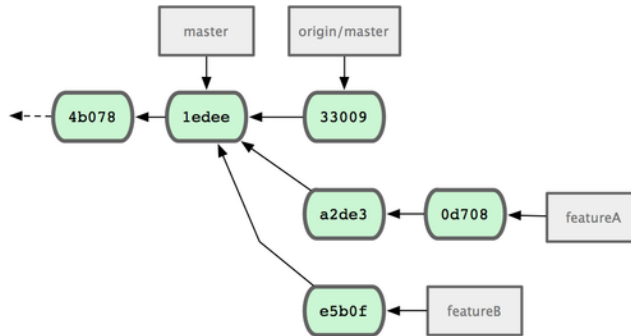 master
origin/master
4b078
1edee
33009
a2de3
0d708
featureA
e5b0f
featureB